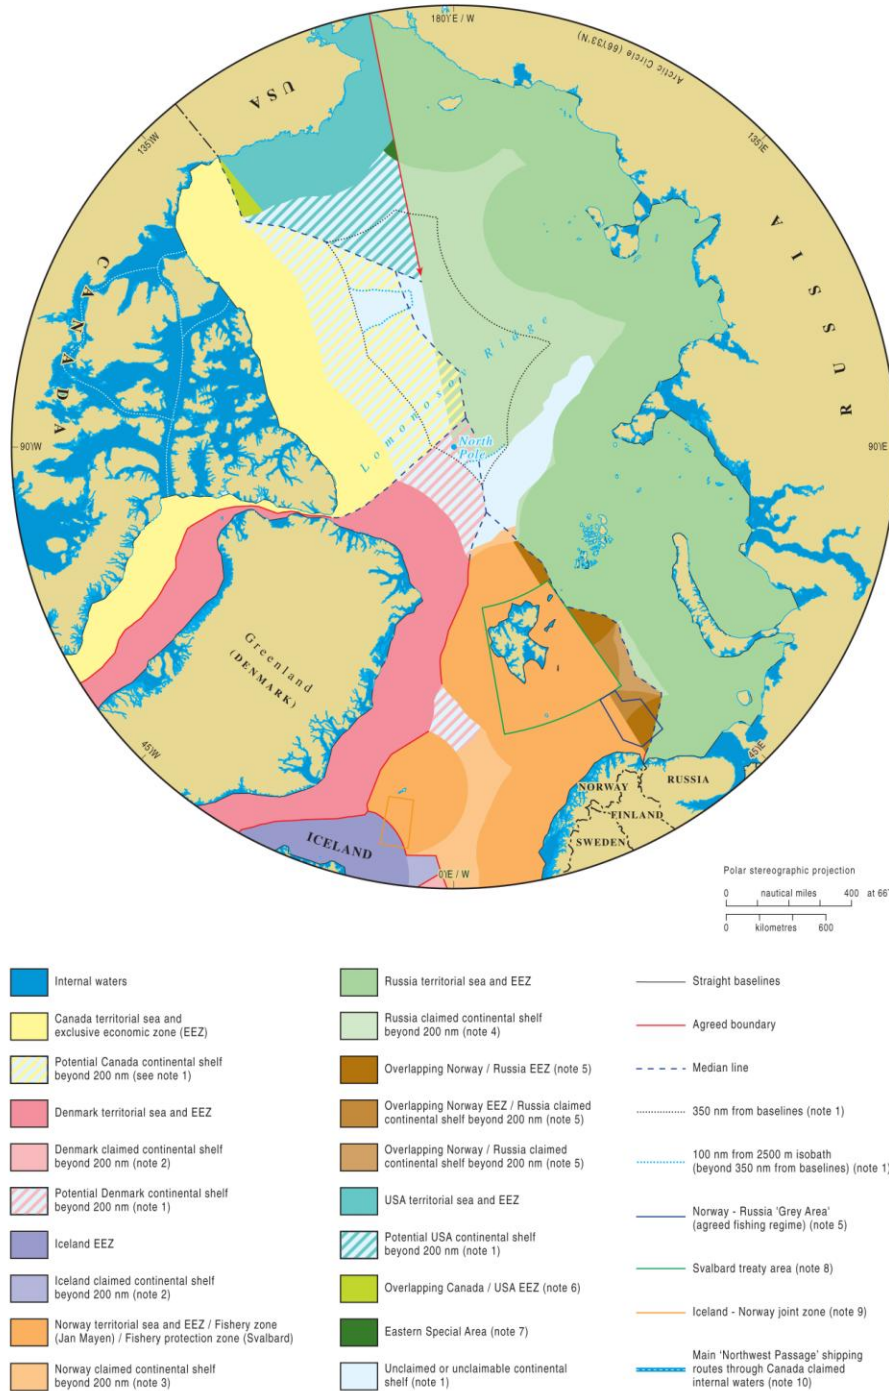 180°E / W
Arctic Circle (66°33'N)
USA
135°W
135°E
CANADA
RUSSIA
Lomonosov Ridge
90°W
North
Pole
90°E
Greenland
(DENMARK)
45°W
45°E
NORWAY
RUSSIA
FINLAND
SWEDEN
ICELAND
0°E / W
Polar stereographic projection
0 nautical miles 400 at 66°
0 kilometres 600
Internal waters
Canada territorial sea and
exclusive economic zone (EEZ)
Potential Canada continental shelf
beyond 200 nm (see note 1)
Denmark territorial sea and EEZ
Denmark claimed continental shelf
beyond 200 nm (note 2)
Potential Denmark continental shelf
beyond 200 nm (note 1)
Iceland EEZ
Iceland claimed continental shelf
beyond 200 nm (note 2)
Norway territorial sea and EEZ / Fishery zone
(Jan Mayen) / Fishery protection zone (Svalbard)
Norway claimed continental shelf
beyond 200 nm (note 3)
Russia territorial sea and EEZ
Russia claimed continental shelf
beyond 200 nm (note 4)
Overlapping Norway / Russia EEZ (note 5)
Overlapping Norway EEZ / Russia claimed
continental shelf beyond 200 nm (note 5)
Overlapping Norway / Russia claimed
continental shelf beyond 200 nm (note 5)
USA territorial sea and EEZ
Potential USA continental shelf
beyond 200 nm (note 1)
Overlapping Canada / USA EEZ (note 6)
Eastern Special Area (note 7)
Unclaimed or unclaimable continental
shelf (note 1)
Straight baselines
Agreed boundary
Median line
350 nm from baselines (note 1)
100 nm from 2500 m isobath
(beyond 350 nm from baselines) (note 1)
Norway - Russia 'Grey Area'
(agreed fishing regime) (note 5)
Svalbard treaty area (note 8)
Iceland - Norway joint zone (note 9)
Main 'Northwest Passage' shipping
routes through Canada claimed
internal waters (note 10)